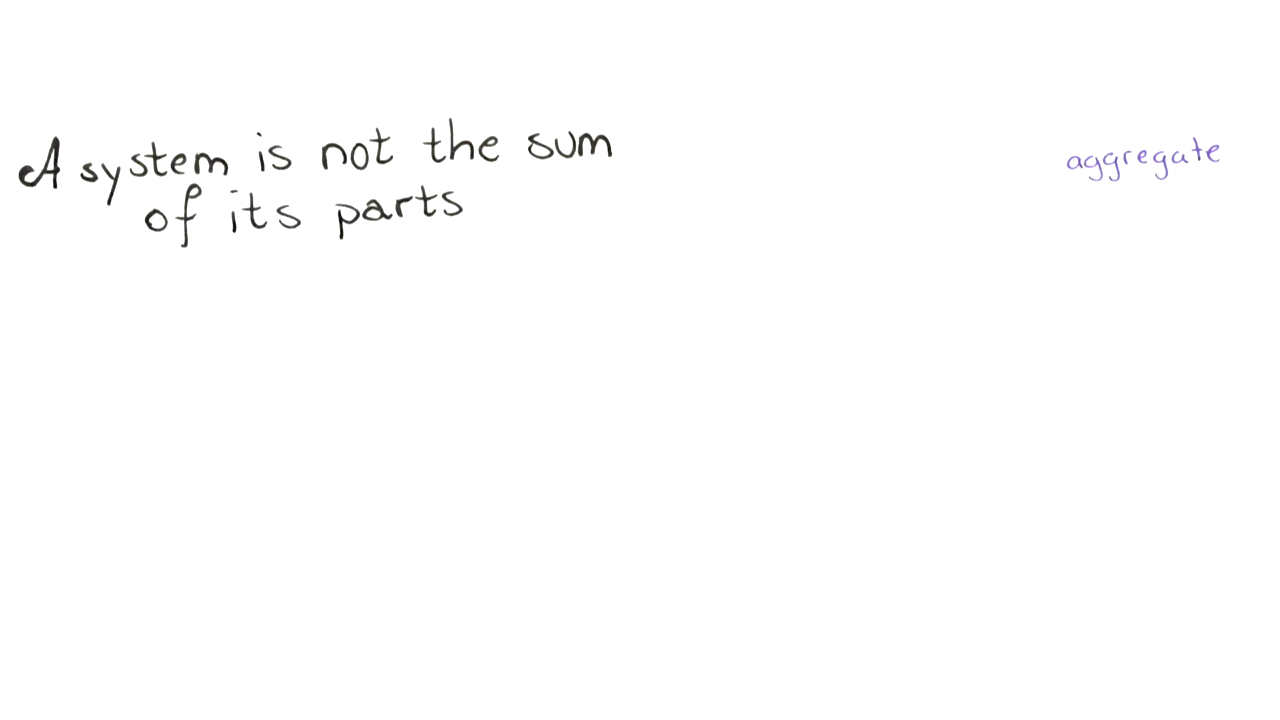 A system is not the sum
of its parts
aggregate